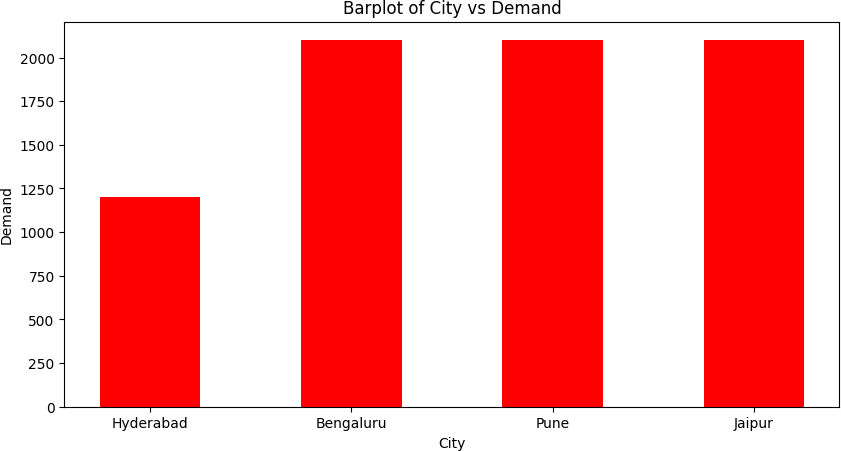 Barplot of City vs Demand
Demand
2000
1750
1500
1250
1000
750
500
250
0
Hyderabad Bengaluru Pune Jaipur
City